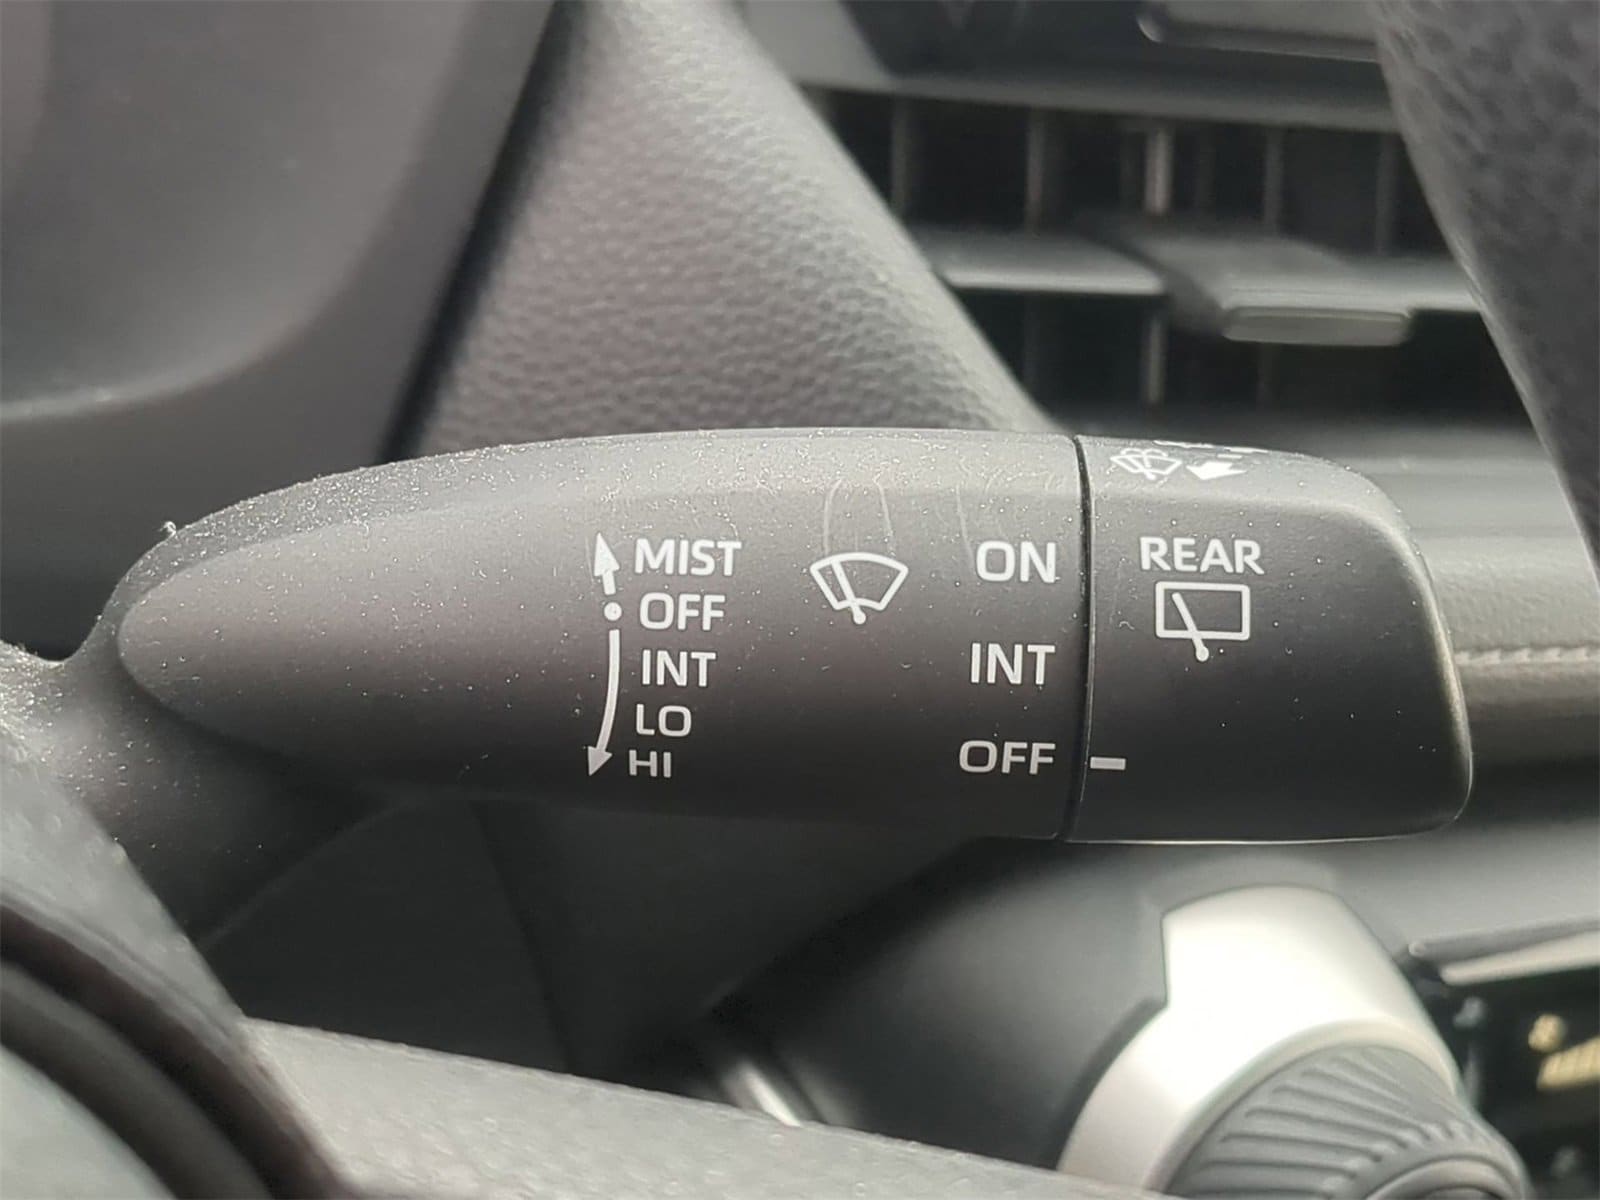 MIST
OFF
INT
LO
HI
ON
INT
OFF
REAR